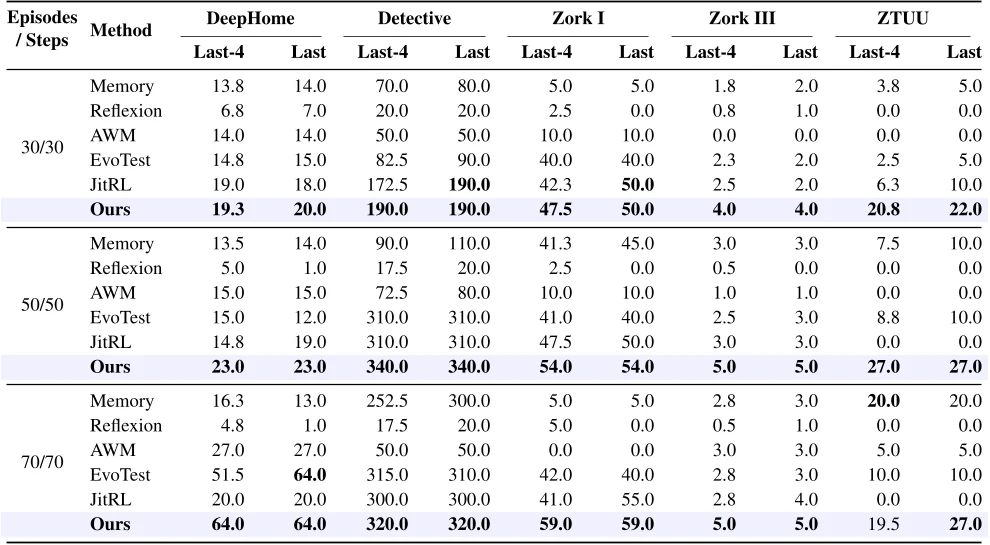 Episodes / Steps Method DeepHome Detective Zork I Zork III ZTUU
Last-4 Last Last-4 Last Last-4 Last Last-4 Last Last-4 Last
30/30
Memory 13.8 14.0 70.0 80.0 5.0 5.0 1.8 2.0 3.8 5.0
Reflexion 6.8 7.0 20.0 20.0 2.5 0.0 0.8 1.0 0.0 0.0
AWM 14.0 14.0 50.0 50.0 10.0 10.0 0.0 0.0 0.0 0.0
EvoTest 14.8 15.0 82.5 90.0 40.0 40.0 2.3 2.0 2.5 5.0
JitRL 19.0 18.0 172.5 190.0 42.3 50.0 2.5 2.0 6.3 10.0
Ours 19.3 20.0 190.0 190.0 47.5 50.0 4.0 4.0 20.8 22.0
50/50
Memory 13.5 14.0 90.0 110.0 41.3 45.0 3.0 3.0 7.5 10.0
Reflexion 5.0 1.0 17.5 20.0 2.5 0.0 0.5 0.0 0.0 0.0
AWM 15.0 15.0 72.5 80.0 10.0 10.0 1.0 1.0 0.0 0.0
EvoTest 15.0 12.0 310.0 310.0 41.0 40.0 2.5 3.0 8.8 10.0
JitRL 14.8 19.0 310.0 310.0 47.5 50.0 3.0 3.0 0.0 0.0
Ours 23.0 23.0 340.0 340.0 54.0 54.0 5.0 5.0 27.0 27.0
70/70
Memory 16.3 13.0 252.5 300.0 5.0 5.0 2.8 3.0 20.0 20.0
Reflexion 4.8 1.0 17.5 20.0 5.0 0.0 0.5 1.0 0.0 0.0
AWM 27.0 27.0 50.0 50.0 0.0 0.0 3.0 3.0 5.0 5.0
EvoTest 51.5 64.0 315.0 310.0 42.0 40.0 2.8 3.0 10.0 10.0
JitRL 20.0 20.0 300.0 300.0 41.0 55.0 2.8 4.0 0.0 0.0
Ours 64.0 64.0 320.0 320.0 59.0 59.0 5.0 5.0 19.5 27.0